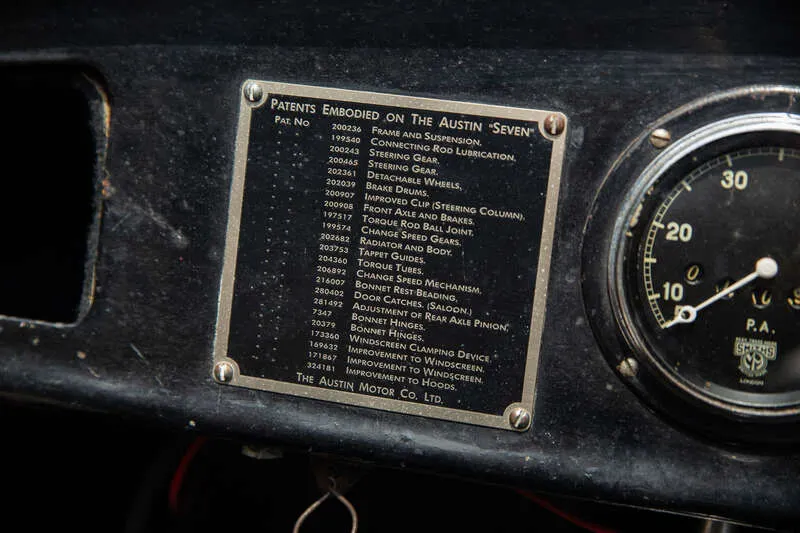 PATENTS EMBODIED ON THE AUSTIN "SEVEN"
PAT. NO
200236 FRAME AND SUSPENSION.
199540 CONNECTING ROD LUBRICATION.
200243 STEERING GEAR.
200465 STEERING GEAR.
202361 DETACHABLE WHEELS,
202039 BRAKE DRUMS.
200907 IMPROVED CLIP (STEERING COLUMN).
200908 FRONT AXLE AND BRAKES.
197517 TORQUE ROD BALL JOINT.
199574 CHANGE SPEED GEARS.
202682 RADIATOR AND BODY.
203753 TAPPET GUIDES.
204360 TORQUE TUBES.
206892 CHANGE SPEED MECHANISM.
216007 BONNET REST BEADING,
280402 DOOR CATCHES. (SALOON.)
281492 ADJUSTMENT OF REAR AXLE PINION,
7347 BONNET HINGES.
20379 BONNET HINGES.
173360 WINDSCREEN CLAMPING DEVICE,
169632 IMPROVEMENT TO WINDSCREEN.
171867 IMPROVEMENT TO WINDSCREEN.
324181 IMPROVEMENT TO HOODS.
THE AUSTIN MOTOR CO. LTD.
30
20
10
0
P.A.
SMITHS
LONDON